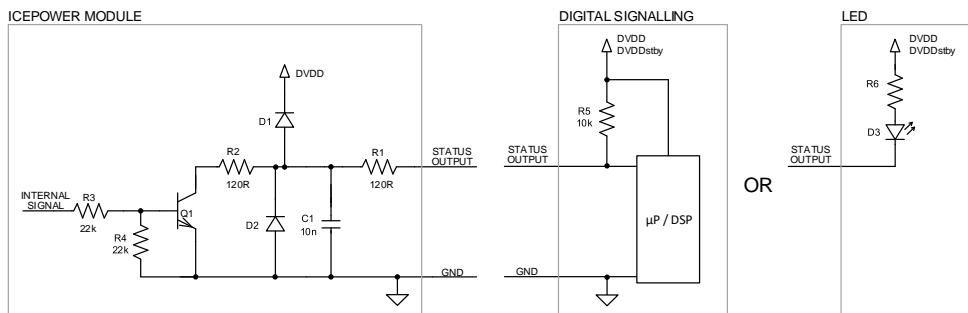 ICEPOWER MODULE
DVDD
D1
R2
120R
R1
120R
STATUS
OUTPUT
INTERNAL
SIGNAL
R3
22k
R4
22k
Q1
D2
C1
10n
GND
DIGITAL SIGNALLING
DVDD
DVDDstby
R5
10k
STATUS
OUTPUT
µP / DSP
GND
OR
LED
DVDD
DVDDstby
R6
D3
STATUS
OUTPUT